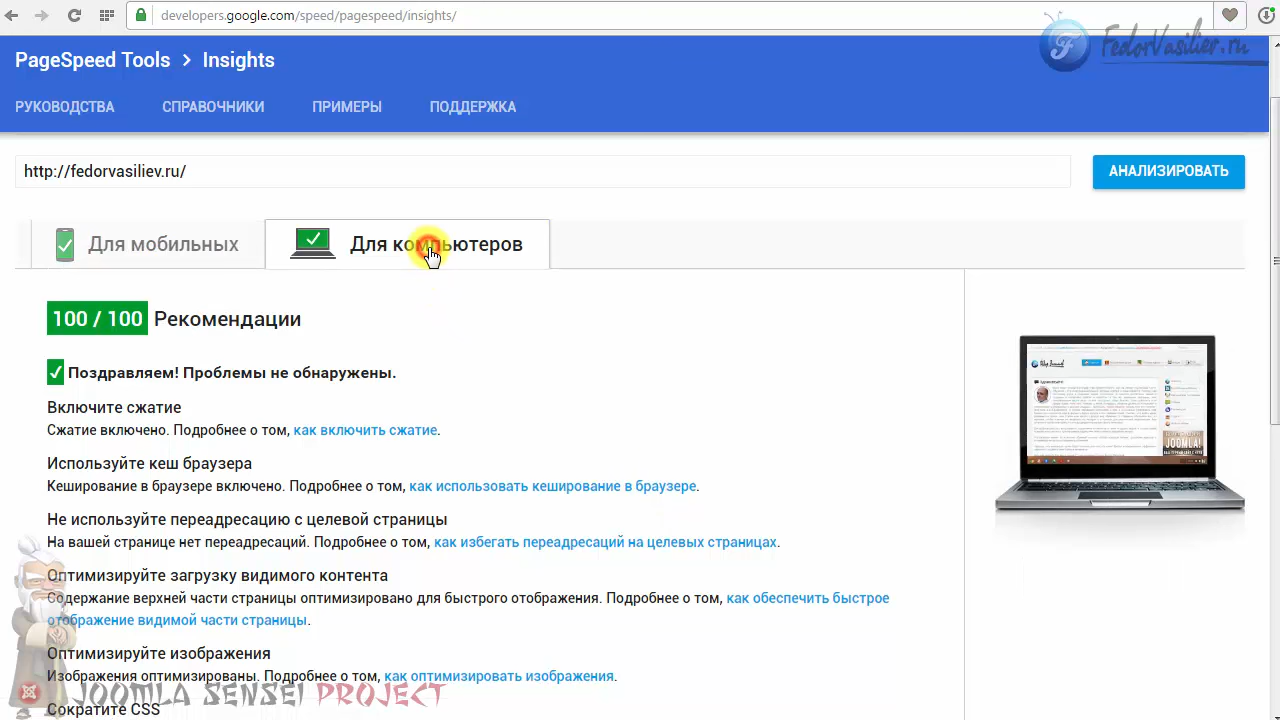 developers.google.com/speed/pagespeed/insights/
FedorVasiliev.ru
PageSpeed Tools > Insights
РУКОВОДСТВА СПРАВОЧНИКИ ПРИМЕРЫ ПОДДЕРЖКА
http://fedorvasiliev.ru/
АНАЛИЗИРОВАТЬ
Для мобильных
Для компьютеров
100 / 100 Рекомендации
Поздравляем! Проблемы не обнаружены.
Включите сжатие
Сжатие включено. Подробнее о том, как включить сжатие.
Используйте кеш браузера
Кеширование в браузере включено. Подробнее о том, как использовать кеширование в браузере.
Не используйте переадресацию с целевой страницы
На вашей странице нет переадресаций. Подробнее о том, как избегать переадресаций на целевых страницах.
Оптимизируйте загрузку видимого контента
Содержание верхней части страницы оптимизировано для быстрого отображения. Подробнее о том, как обеспечить быстрое
отображение видимой части страницы.
Оптимизируйте изображения
Изображения оптимизированы. Подробнее о том, как оптимизировать изображения.
JOOMLA SENSEI PROJECT
Сократите CSS
JOOMLA!